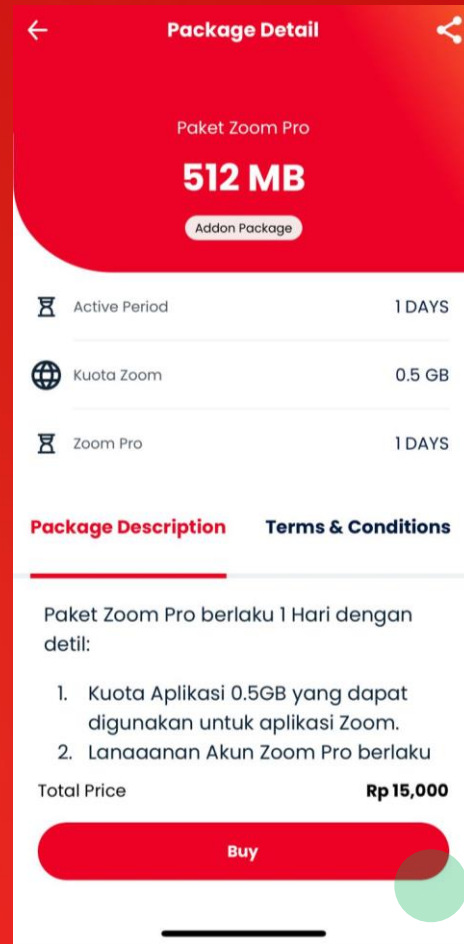 Package Detail
Paket Zoom Pro
512 MB
Addon Package
Active Period 1 DAYS
Kuota Zoom 0.5 GB
Zoom Pro 1 DAYS
Package Description Terms & Conditions
Paket Zoom Pro berlaku 1 Hari dengan
detil:
1. Kuota Aplikasi 0.5GB yang dapat
digunakan untuk aplikasi Zoom.
2. Langganan Akun Zoom Pro berlaku
Total Price Rp 15,000
Buy